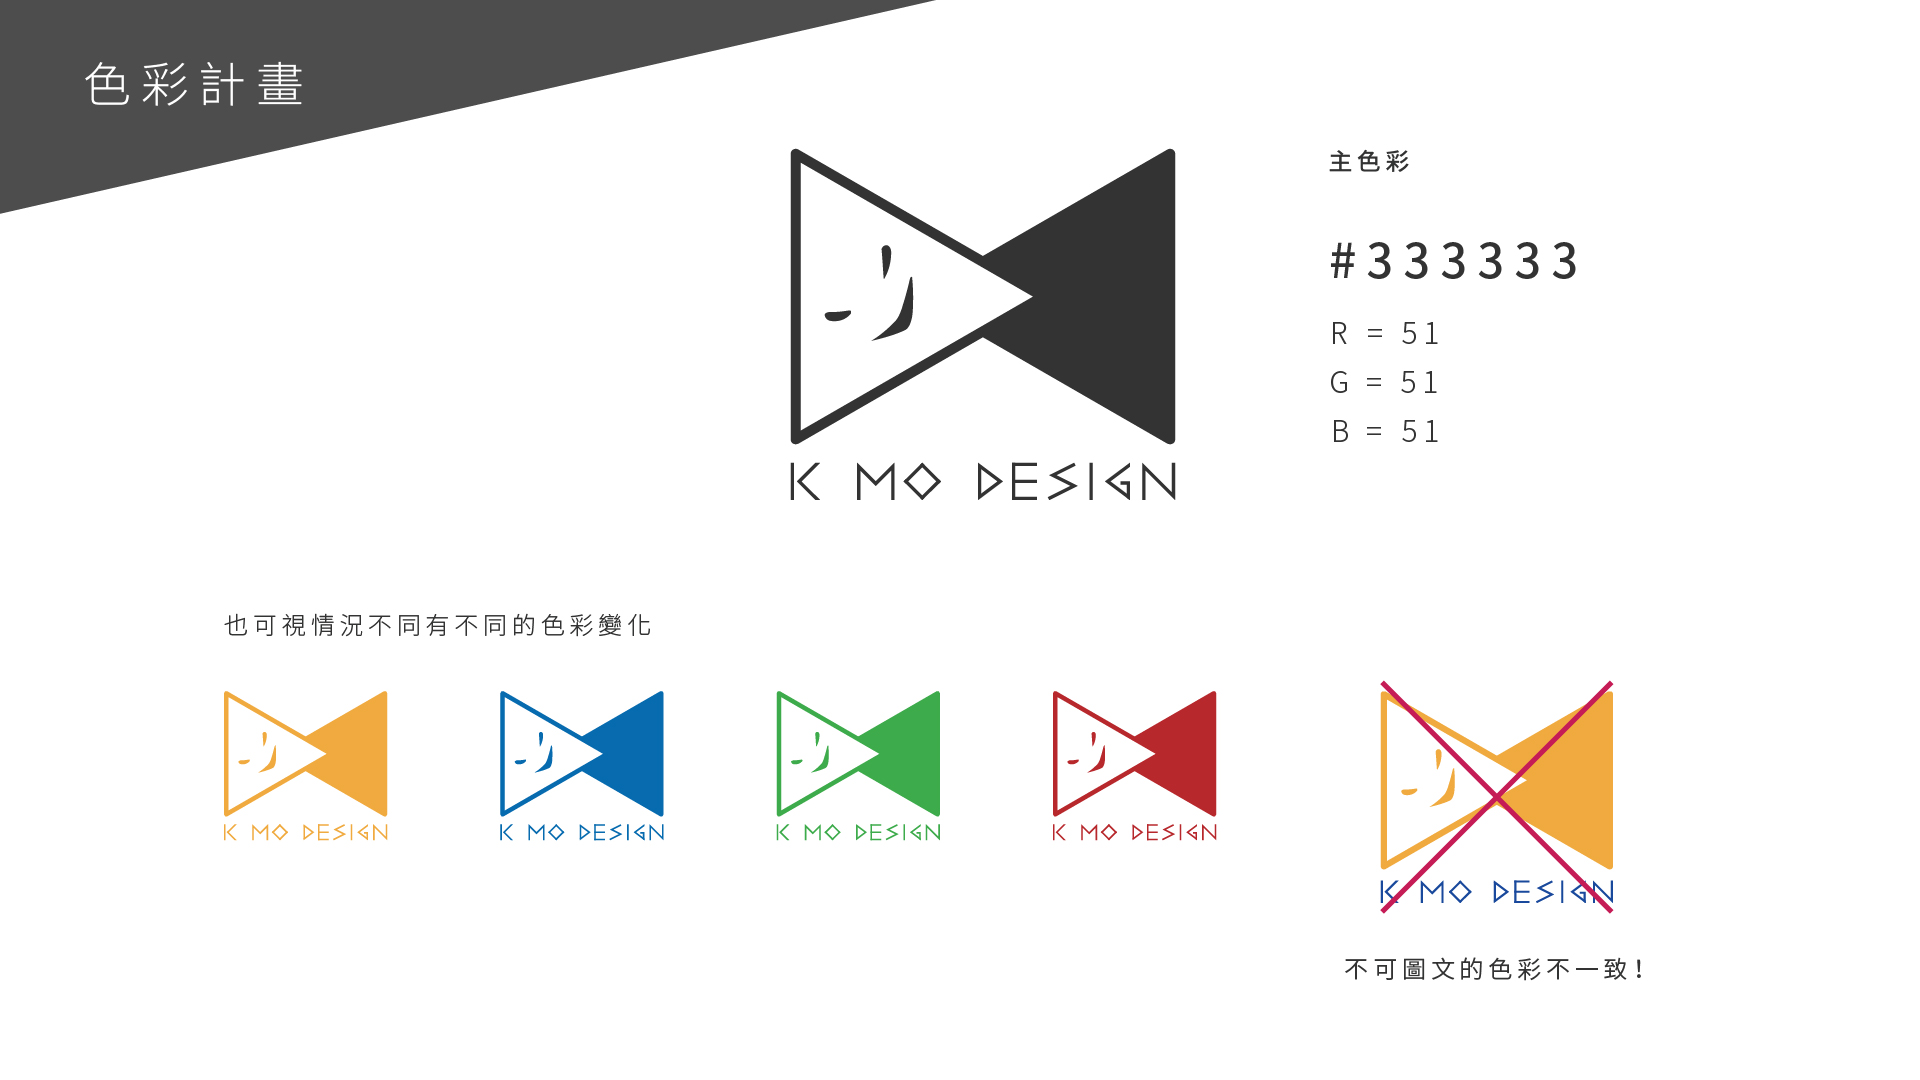 色彩計畫
K MO DESIGN
主色彩
#333333
R = 51
G = 51
B = 51
也可視情況不同有不同的色彩變化
K MO DESIGN
K MO DESIGN
K MO DESIGN
K MO DESIGN
K MO DESIGN
不可圖文的色彩不一致!